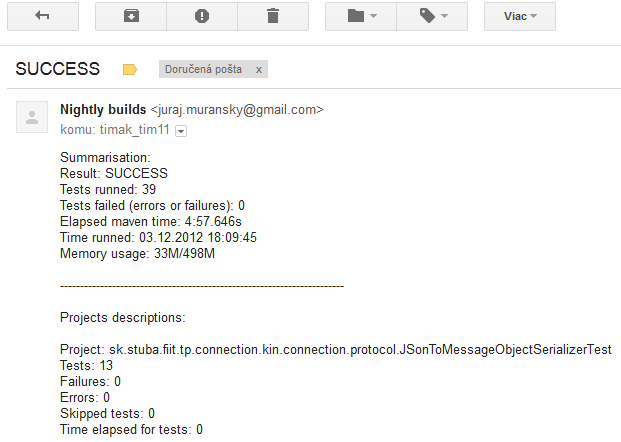 Viac
SUCCESS
Doručená pošta x
Nightly builds <juraj.muransky@gmail.com>
komu: timak_tim11
Summarisation:
Result: SUCCESS
Tests runned: 39
Tests failed (errors or failures): 0
Elapsed maven time: 4:57.646s
Time runned: 03.12.2012 18:09:45
Memory usage: 33M/498M
-----------------------------------------------------------------------
Projects descriptions:
Project: sk.stuba.fiit.tp.connection.kin.connection.protocol.JSonToMessageObjectSerializerTest
Tests: 13
Failures: 0
Errors: 0
Skipped tests: 0
Time elapsed for tests: 0